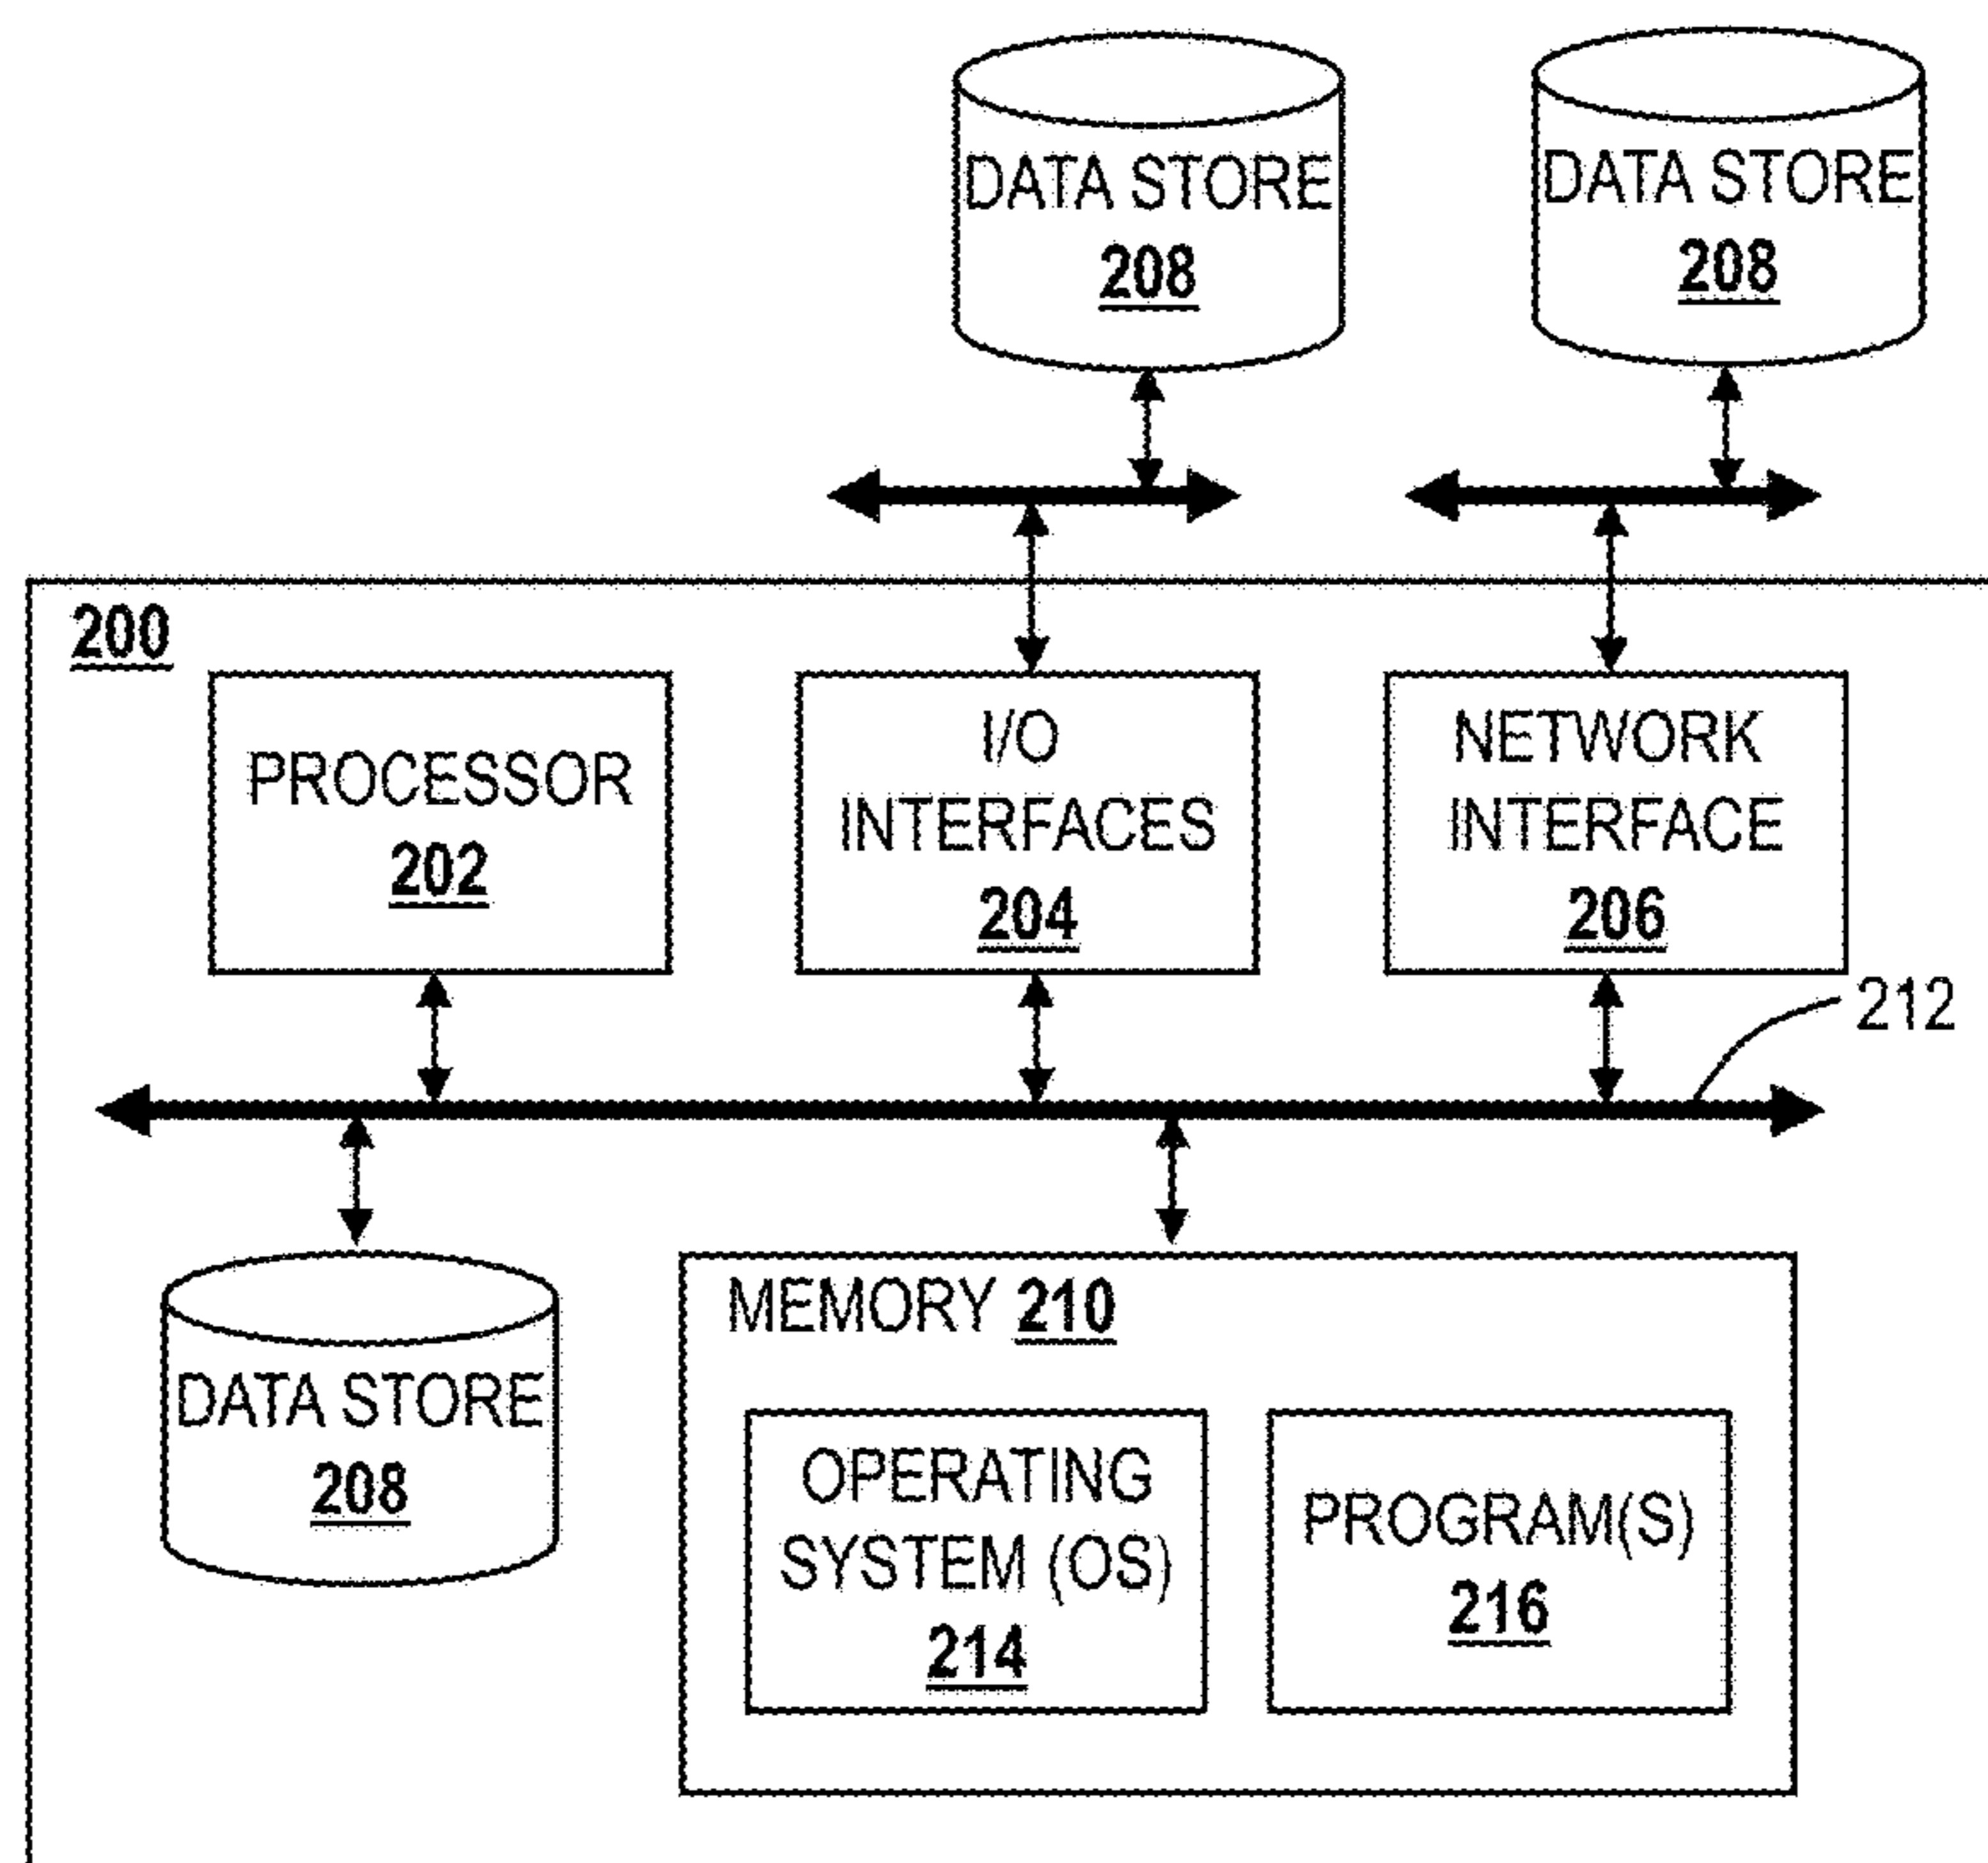 DATA STORE
208
DATA STORE
208
200
PROCESSOR
202
I/O
INTERFACES
204
NETWORK
INTERFACE
206
212
DATA STORE
208
MEMORY 210
OPERATING
SYSTEM (OS)
214
PROGRAM(S)
216